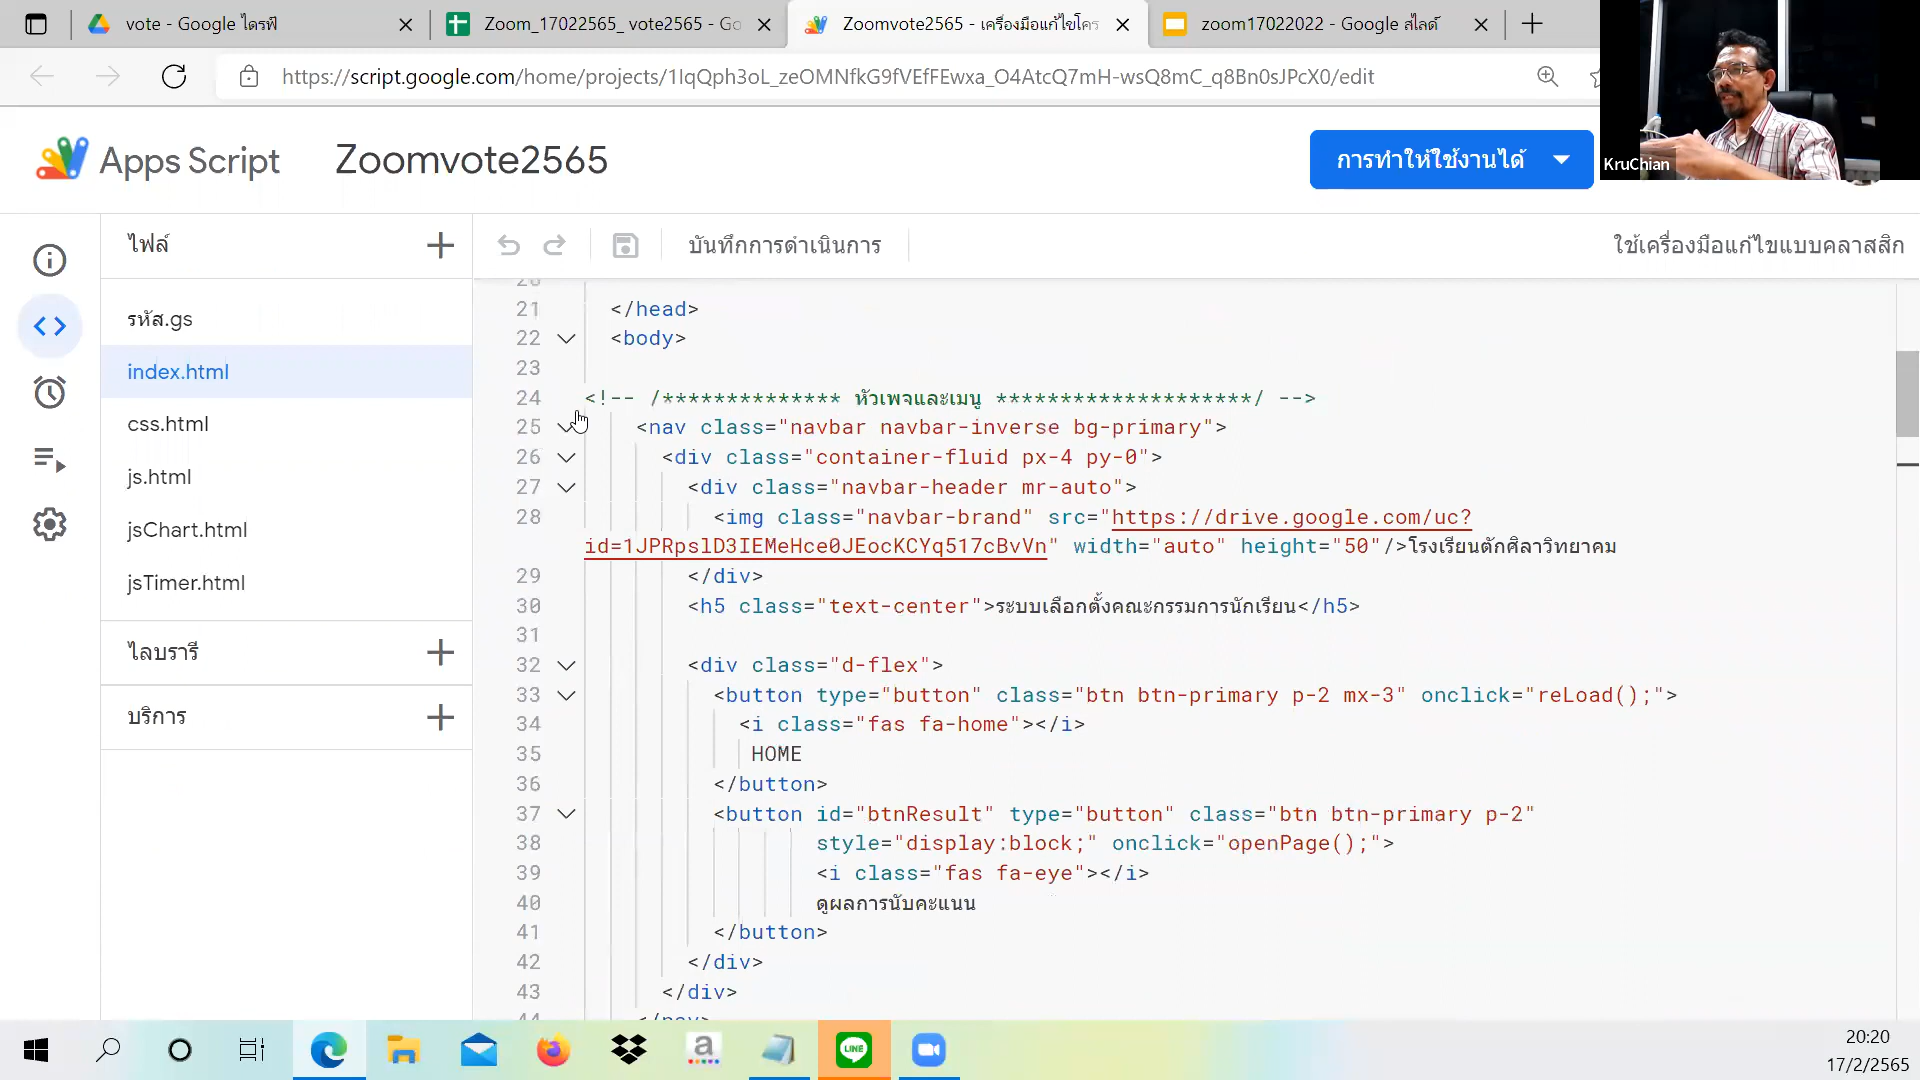 vote - Google ไดรฟ์
Zoom_17022565_ vote2565 - Go
Zoomvote2565 - เครื่องมือแก้ไขโคร
zoom17022022 - Google สไลด์
https://script.google.com/home/projects/1IqQph3oL_zeOMNfkG9fVEfFEwxa_O4AtcQ7mH-wsQ8mC_q8Bn0sJPcX0/edit
Apps Script
Zoomvote2565
การทำให้ใช้งานได้
KruChian
ไฟล์
บันทึกการดำเนินการ
ใช้เครื่องมือแก้ไขแบบคลาสสิก
รหัส.gs
index.html
css.html
js.html
jsChart.html
jsTimer.html
ไลบรารี
บริการ
20
21 </head>
22 <body>
23
24 <!-- /************** หัวเพจและเมนู ********************/ -->
25 <nav class="navbar navbar-inverse bg-primary">
26 <div class="container-fluid px-4 py-0">
27 <div class="navbar-header mr-auto">
28 <img class="navbar-brand" src="https://drive.google.com/uc?
id=1JPRpslD3IEMeHce0JEocKCYq517cBvVn" width="auto" height="50"/>โรงเรียนตักศิลาวิทยาคม
29 </div>
30 <h5 class="text-center">ระบบเลือกตั้งคณะกรรมการนักเรียน</h5>
31
32 <div class="d-flex">
33 <button type="button" class="btn btn-primary p-2 mx-3" onclick="reLoad();">
34 <i class="fas fa-home"></i>
35 HOME
36 </button>
37 <button id="btnResult" type="button" class="btn btn-primary p-2"
38 style="display:block;" onclick="openPage();">
39 <i class="fas fa-eye"></i>
40 ดูผลการนับคะแนน
41 </button>
42 </div>
43 </div>
44 </nav>
20:20
17/2/2565